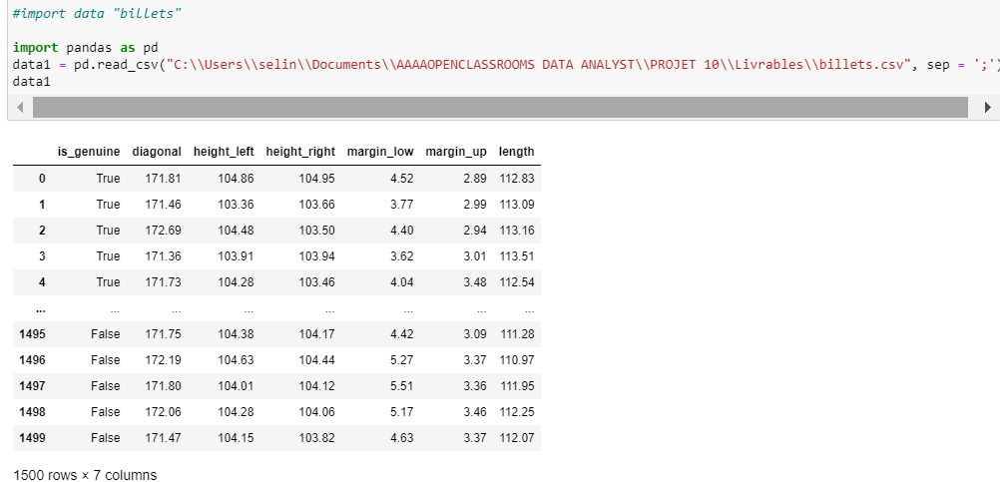 #import data "billets"
import pandas as pd
data1 = pd.read_csv("C:\\Users\\selin\\Documents\\AAAAOPENCLASSROOMS DATA ANALYST\\PROJET 10\\Livrables\\billets.csv", sep = ';')
data1
is_genuine diagonal height_left height_right margin_low margin_up length
0 True 171.81 104.86 104.95 4.52 2.89 112.83
1 True 171.46 103.36 103.66 3.77 2.99 113.09
2 True 172.69 104.48 103.50 4.40 2.94 113.16
3 True 171.36 103.91 103.94 3.62 3.01 113.51
4 True 171.73 104.28 103.46 4.04 3.48 112.54
... ... ... ... ... ... ... ...
1495 False 171.75 104.38 104.17 4.42 3.09 111.28
1496 False 172.19 104.63 104.44 5.27 3.37 110.97
1497 False 171.80 104.01 104.12 5.51 3.36 111.95
1498 False 172.06 104.28 104.06 5.17 3.46 112.25
1499 False 171.47 104.15 103.82 4.63 3.37 112.07
1500 rows × 7 columns